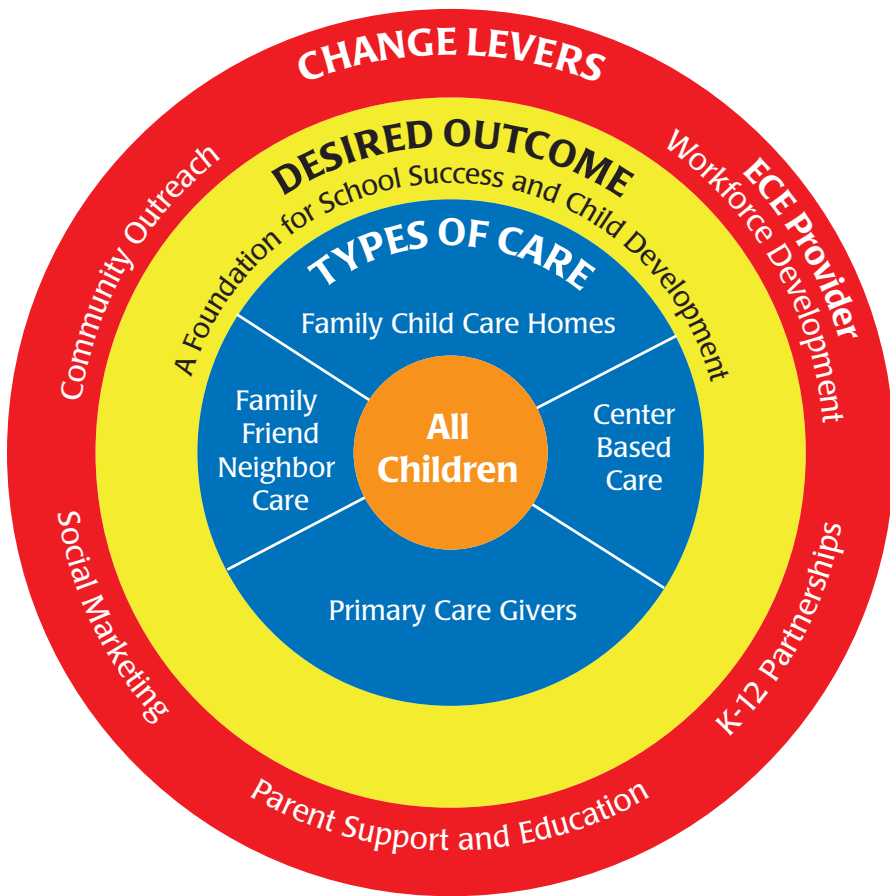 CHANGE LEVERS
Community Outreach
ECE Provider
Workforce Development
K-12 Partnerships
Parent Support and Education
Social Marketing
DESIRED OUTCOME
A Foundation for School Success and Child Development
TYPES OF CARE
Family Child Care Homes
Family
Friend
Neighbor
Care
All
Children
Center
Based
Care
Primary Care Givers